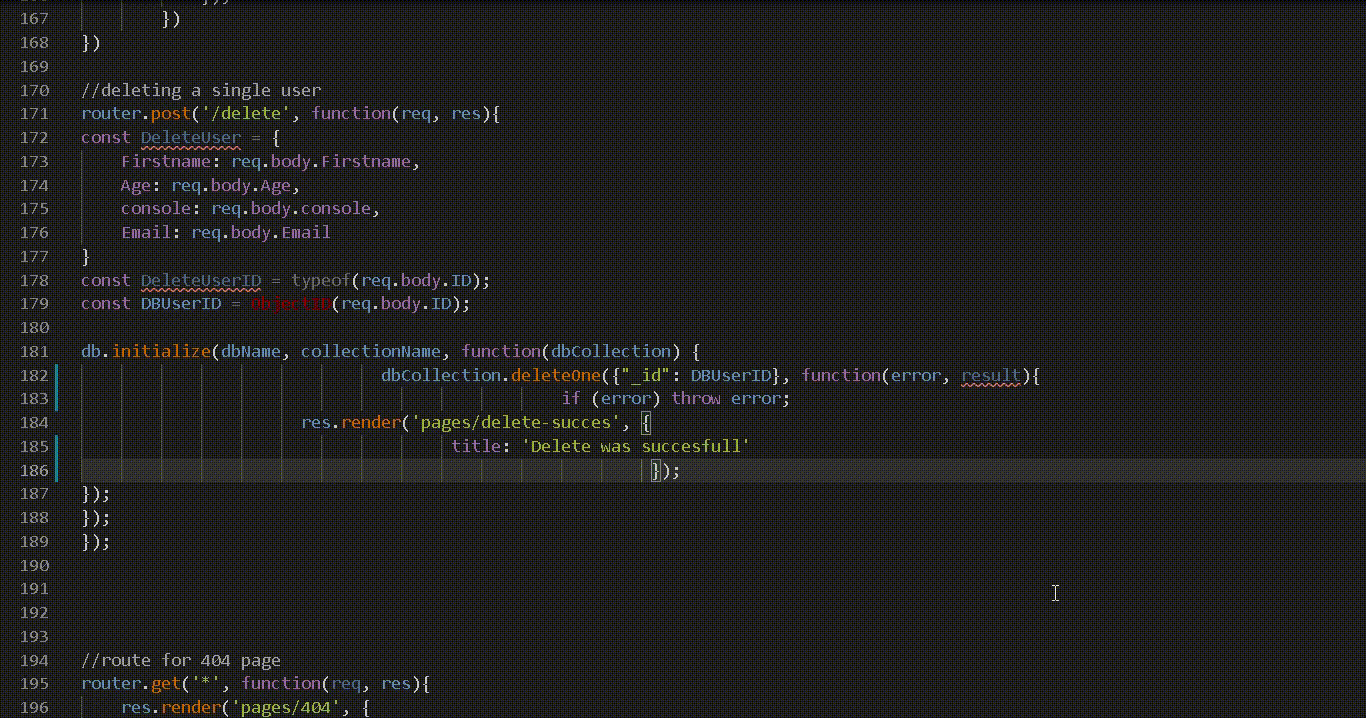 167 })
168 })
169
170 //deleting a single user
171 router.post('/delete', function(req, res){
172 const DeleteUser = {
173 Firstname: req.body.Firstname,
174 Age: req.body.Age,
175 console: req.body.console,
176 Email: req.body.Email
177 }
178 const DeleteUserID = typeof(req.body.ID);
179 const DBUserID = ObjectID(req.body.ID);
180
181 db.initialize(dbName, collectionName, function(dbCollection) {
182 dbCollection.deleteOne({"_id": DBUserID}, function(error, result){
183 if (error) throw error;
184 res.render('pages/delete-succes', {
185 title: 'Delete was succesfull'
186 });
187 });
188 });
189 });
190
191
192
193
194 //route for 404 page
195 router.get('*', function(req, res){
196 res.render('pages/404', {